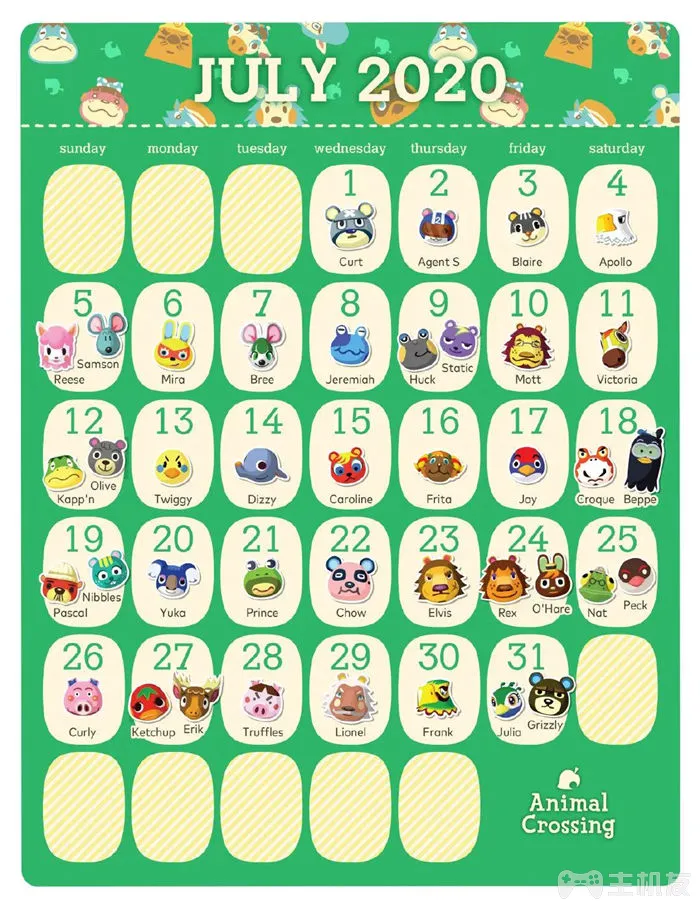 JULY 2020
sunday monday tuesday wednesday thursday friday saturday
1 2 3 4
Curt Agent S Blaire Apollo
5 6 7 8 9 10 11
Samson Static
Reese Mira Bree Jeremiah Huck Mott Victoria
12 13 14 15 16 17 18
Olive
Kapp'n Twiggy Dizzy Caroline Frita Jay Croque Beppe
19 20 21 22 23 24 25
Nibbles O'Hare Peck
Pascal Yuka Prince Chow Elvis Rex Nat
26 27 28 29 30 31
Curly Ketchup Erik Truffles Lionel Frank Julia Grizzly
Animal
Crossing
主机友